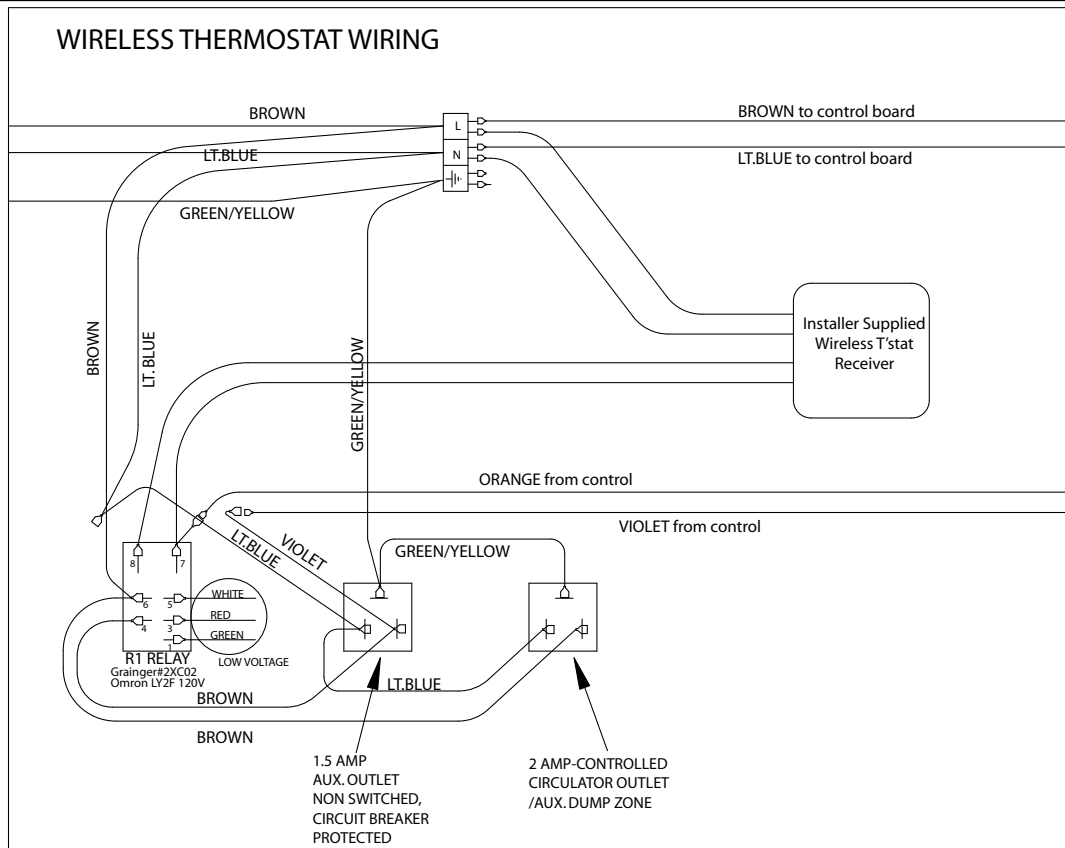 WIRELESS THERMOSTAT WIRING
BROWN
BROWN to control board
L
LT.BLUE
N
LT.BLUE to control board
GREEN/YELLOW
Installer Supplied
Wireless T'stat
Receiver
BROWN
LT. BLUE
GREEN/YELLOW
ORANGE from control
VIOLET from control
LT.BLUE
VIOLET
GREEN/YELLOW
8
7
6
5
WHITE
4
3
RED
1
GREEN
R1 RELAY
Grainger#2XC02
Omron LY2F 120V
LOW VOLTAGE
BROWN
LT.BLUE
BROWN
1.5 AMP
AUX. OUTLET
NON SWITCHED,
CIRCUIT BREAKER
PROTECTED
2 AMP-CONTROLLED
CIRCULATOR OUTLET
/AUX. DUMP ZONE